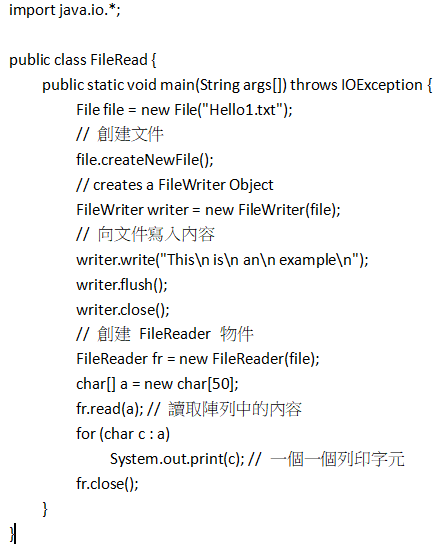 import java.io.*;
public class FileRead {
public static void main(String args[]) throws IOException {
File file = new File("Hello1.txt");
// 創建文件
file.createNewFile();
// creates a FileWriter Object
FileWriter writer = new FileWriter(file);
// 向文件寫入內容
writer.write("This\n is\n an\n example\n");
writer.flush();
writer.close();
// 創建 FileReader 物件
FileReader fr = new FileReader(file);
char[] a = new char[50];
fr.read(a); // 讀取陣列中的內容
for (char c : a)
System.out.print(c); // 一個一個列印字元
fr.close();
}
}